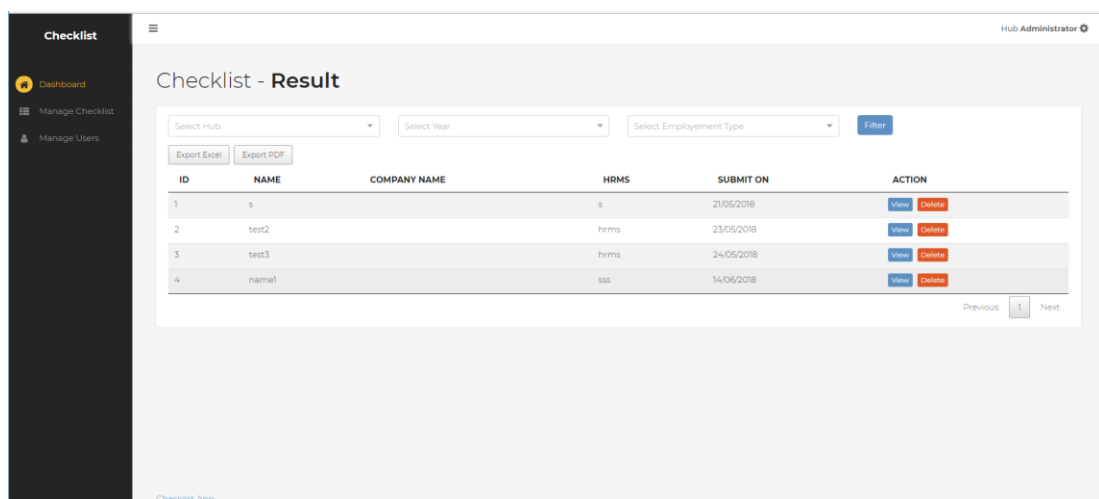 Checklist
Hub Administrator
Dashboard
Manage Checklist
Manage Users
Checklist - Result
Select Hub Select Year Select Employement Type Filter
Export Excel Export PDF
ID NAME COMPANY NAME HRMS SUBMIT ON ACTION
1 s s 21/05/2018 View Delete
2 test2 hrms 23/05/2018 View Delete
3 test3 hrms 24/05/2018 View Delete
4 name1 sss 14/06/2018 View Delete
Previous 1 Next
Checklist App